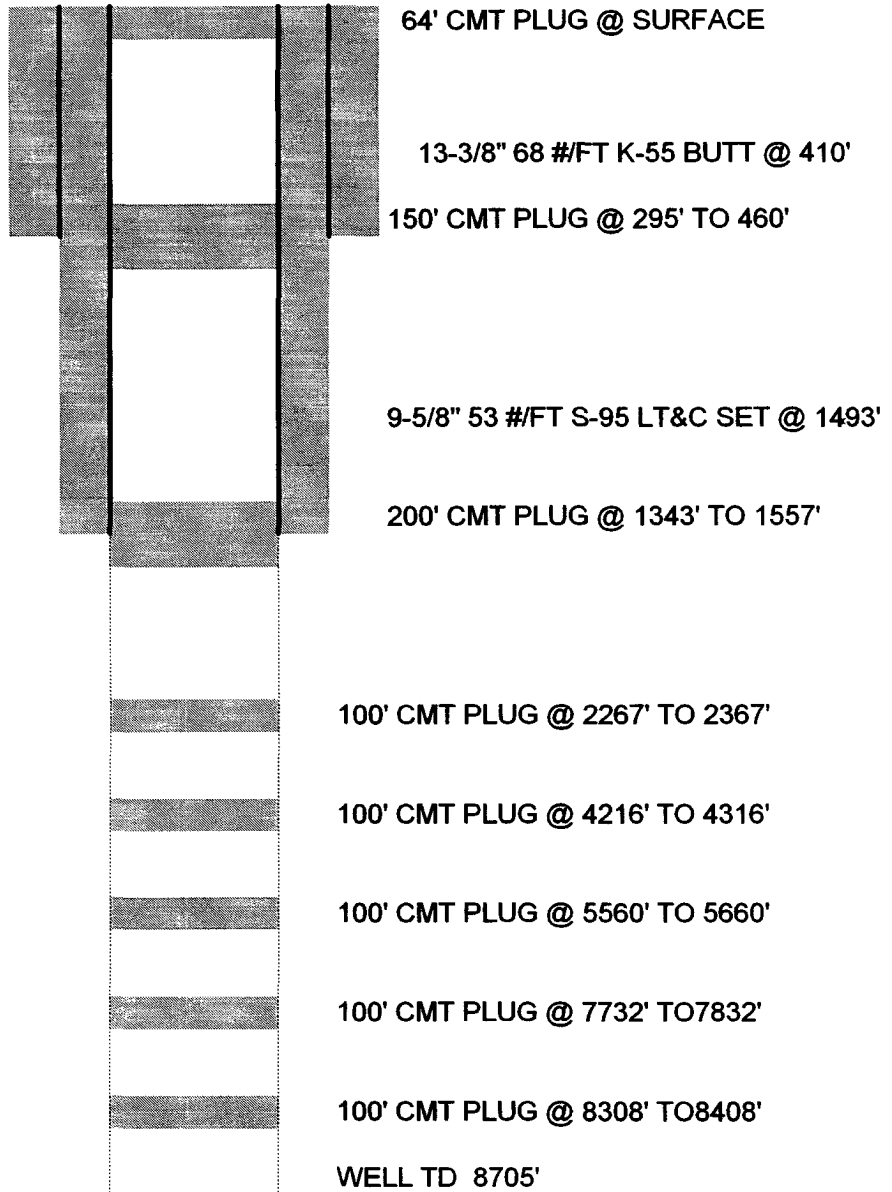 64' CMT PLUG @ SURFACE
13-3/8" 68 #/FT K-55 BUTT @ 410'
150' CMT PLUG @ 295' TO 460'
9-5/8" 53 #/FT S-95 LT&C SET @ 1493'
200' CMT PLUG @ 1343' TO 1557'
100' CMT PLUG @ 2267' TO 2367'
100' CMT PLUG @ 4216' TO 4316'
100' CMT PLUG @ 5560' TO 5660'
100' CMT PLUG @ 7732' TO7832'
100' CMT PLUG @ 8308' TO8408'
WELL TD 8705'